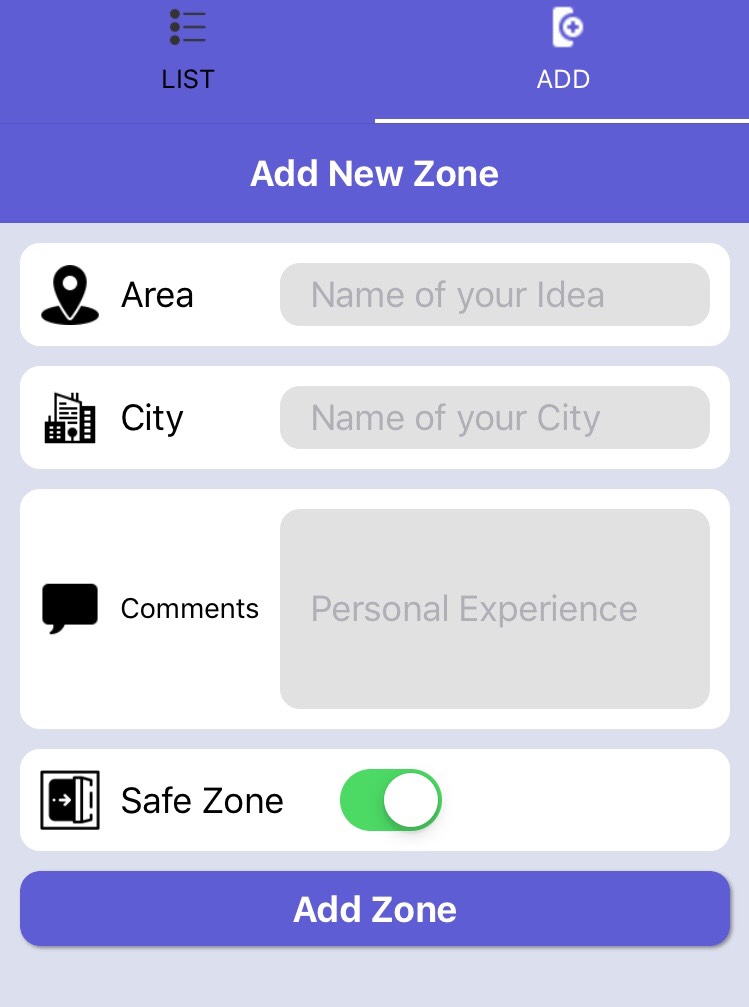 LIST
ADD
Add New Zone
Area
Name of your Idea
City
Name of your City
Comments
Personal Experience
Safe Zone
Add Zone